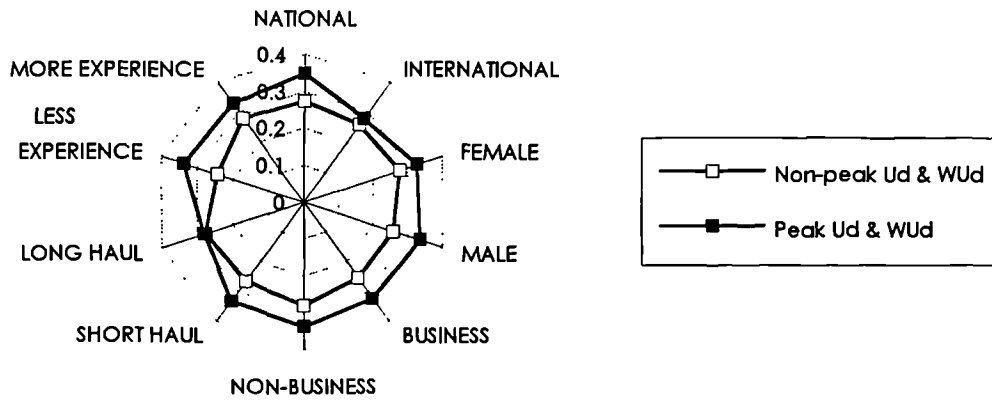 NATIONAL
0.4
MORE EXPERIENCE
INTERNATIONAL
0.3
LESS
EXPERIENCE
0.2
FEMALE
0.1
0
Non-peak Ud & WUd
Peak Ud & WUd
LONG HAUL
MALE
SHORT HAUL
BUSINESS
NON-BUSINESS